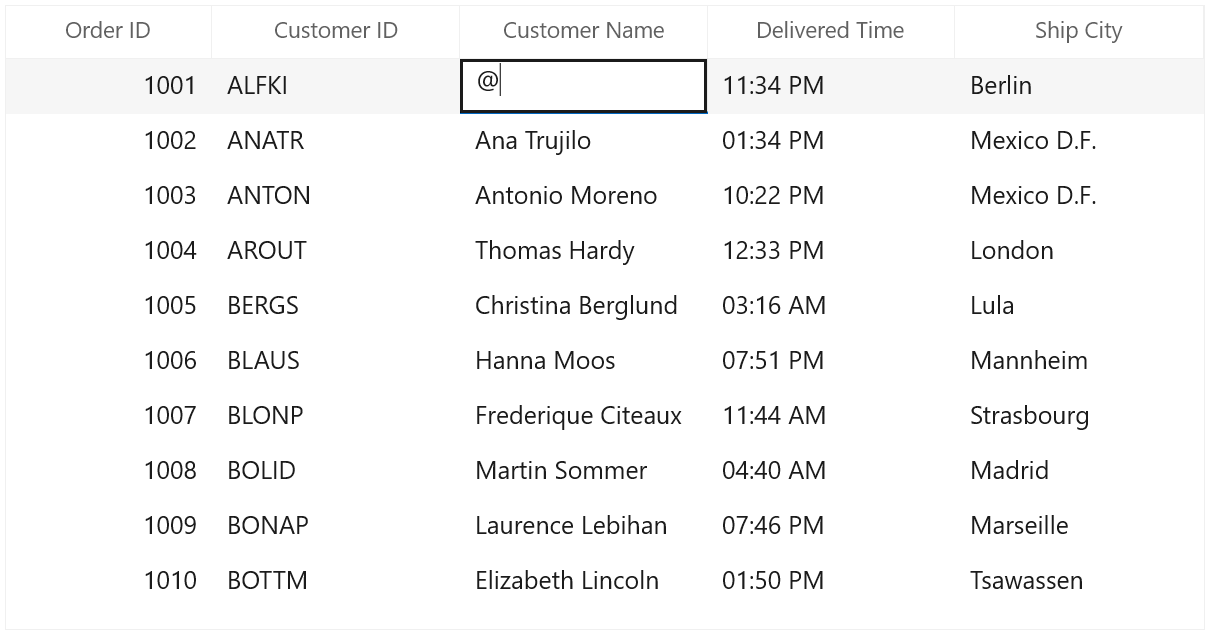 Order ID Customer ID Customer Name Delivered Time Ship City
1001 ALFKI @ 11:34 PM Berlin
1002 ANATR Ana Trujilo 01:34 PM Mexico D.F.
1003 ANTON Antonio Moreno 10:22 PM Mexico D.F.
1004 AROUT Thomas Hardy 12:33 PM London
1005 BERGS Christina Berglund 03:16 AM Lula
1006 BLAUS Hanna Moos 07:51 PM Mannheim
1007 BLONP Frederique Citeaux 11:44 AM Strasbourg
1008 BOLID Martin Sommer 04:40 AM Madrid
1009 BONAP Laurence Lebihan 07:46 PM Marseille
1010 BOTTM Elizabeth Lincoln 01:50 PM Tsawassen